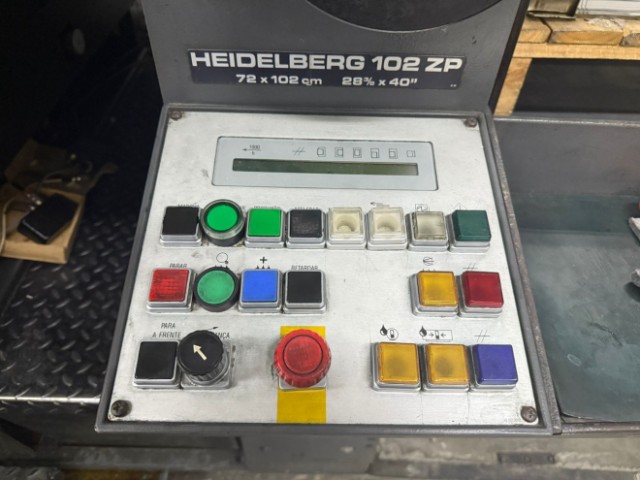 HEIDELBERG 102 ZP
72 x 102 cm 28⅜ x 40"
PARAR
+
RETARDAR
PARA
A FRENTE